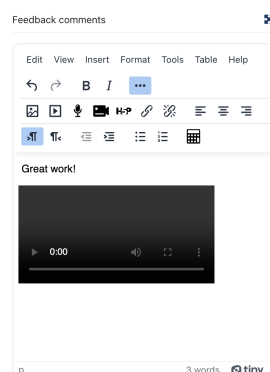 Feedback comments
Edit View Insert Format Tools Table Help
B I
H-P
Great work!
0:00
p 3 words tiny